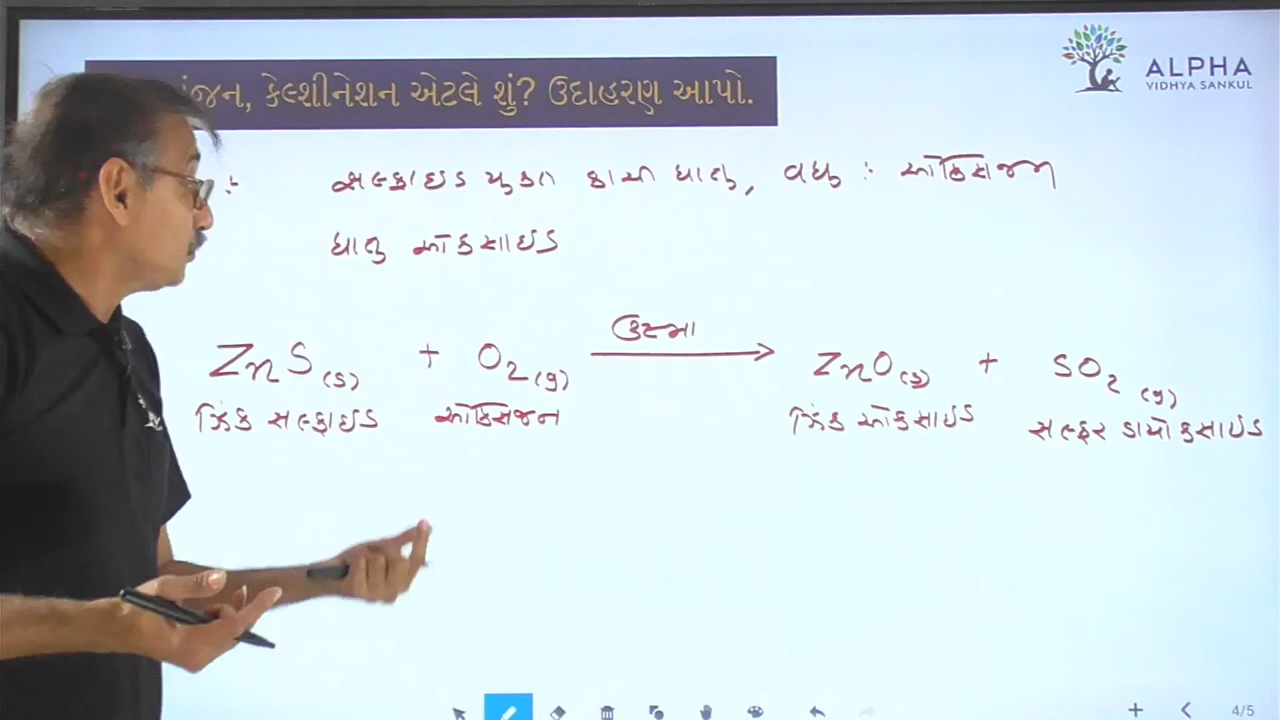 ALPHA
VIDHYA SANKUL
કેલ્શીનેશન એટલે શું? ઉદાહરણ આપો.
સલ્ફાઇડ યુક્ત કાચી ધાતુ, વધુ : ઑક્સિજન
ધાતુ ઑક્સાઇડ
ઉષ્મા
ZnS(s) + O2(g) → ZnO(s) + SO2(g)
ઝિંક સલ્ફાઇડ ઑક્સિજન ઝિંક ઑક્સાઇડ સલ્ફર ડાયોક્સાઇડ
4/5